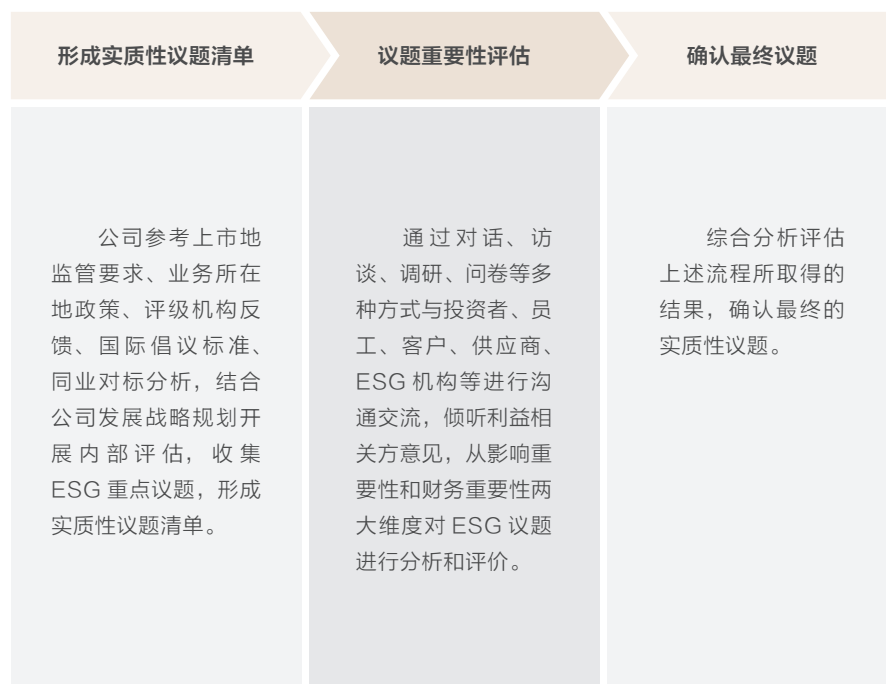 形成实质性议题清单
议题重要性评估
确认最终议题
公司参考上市地
监管要求、业务所在
地政策、评级机构反
馈、国际倡议标准、
同业对标分析，结合
公司发展战略规划开
展内部评估，收集
ESG 重点议题，形成
实质性议题清单。
通过对话、访
谈、调研、问卷等多
种方式与投资者、员
工、客户、供应商、
ESG 机构等进行沟
通交流，倾听利益相
关方意见，从影响重
要性和财务重要性两
大维度对 ESG 议题
进行分析和评价。
综合分析评估
上述流程所取得的
结果，确认最终的
实质性议题。